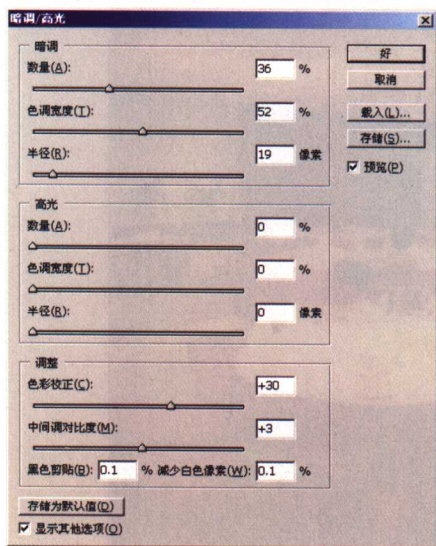 暗调/高光
暗调
数量(A): 36 %
色调宽度(T): 52 %
半径(R): 19 像素
高光
数量(A): 0 %
色调宽度(T): 0 %
半径(R): 0 像素
调整
色彩校正(C): +30
中间调对比度(M): +3
黑色剪贴(B): 0.1 % 减少白色像素(W): 0.1 %
存储为默认值(D)
显示其他选项(O)
好
取消
载入(L)...
存储(S)...
预览(P)